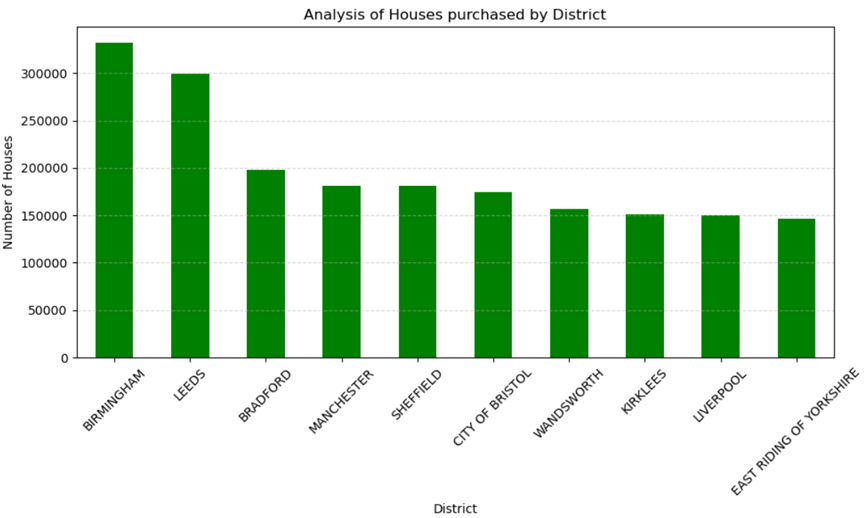 Analysis of Houses purchased by District
Number of Houses
300000
250000
200000
150000
100000
50000
0
BIRMINGHAM
LEEDS
BRADFORD
MANCHESTER
SHEFFIELD
CITY OF BRISTOL
WANDSWORTH
KIRKLEES
LIVERPOOL
EAST RIDING OF YORKSHIRE
District